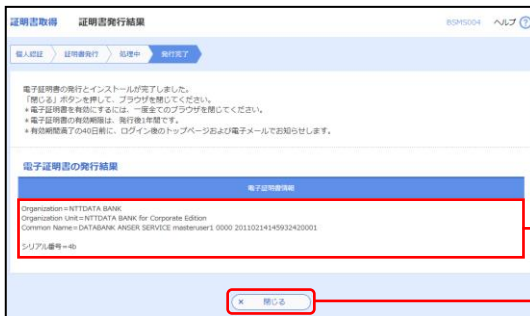 証明書取得 証明書発行結果 BSMS004 ヘルプ ?
個人認証 証明書発行 処理中 発行完了
電子証明書の発行とインストールが完了しました。
「閉じる」ボタンを押して、ブラウザを閉じてください。
*電子証明書を有効にするには、一度全てのブラウザを閉じてください。
*電子証明書の有効期限は、発行後1年間です。
*有効期間満了の40日前に、ログイン後のトップページおよび電子メールでお知らせします。
電子証明書の発行結果
電子証明書情報
Organization=NTTDATA BANK
Organization Unit=NTTDATA BANK for Corporate Edition
Common Name=DATABANK ANSER SERVICE masteruser1 0000 20110214145932420001
シリアル番号=4b
× 閉じる